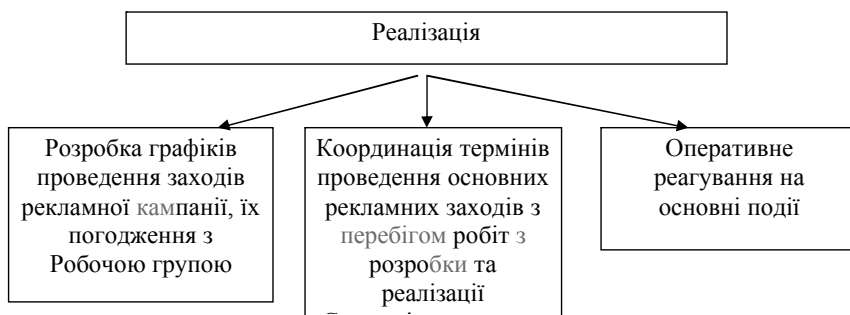 Реалізація
Розробка графіків
проведення заходів
рекламної кампанії, їх
погодження з
Робочою групою
Координація термінів
проведення основних
рекламних заходів з
перебігом робіт з
розробки та
реалізації
Оперативне
реагування на
основні події